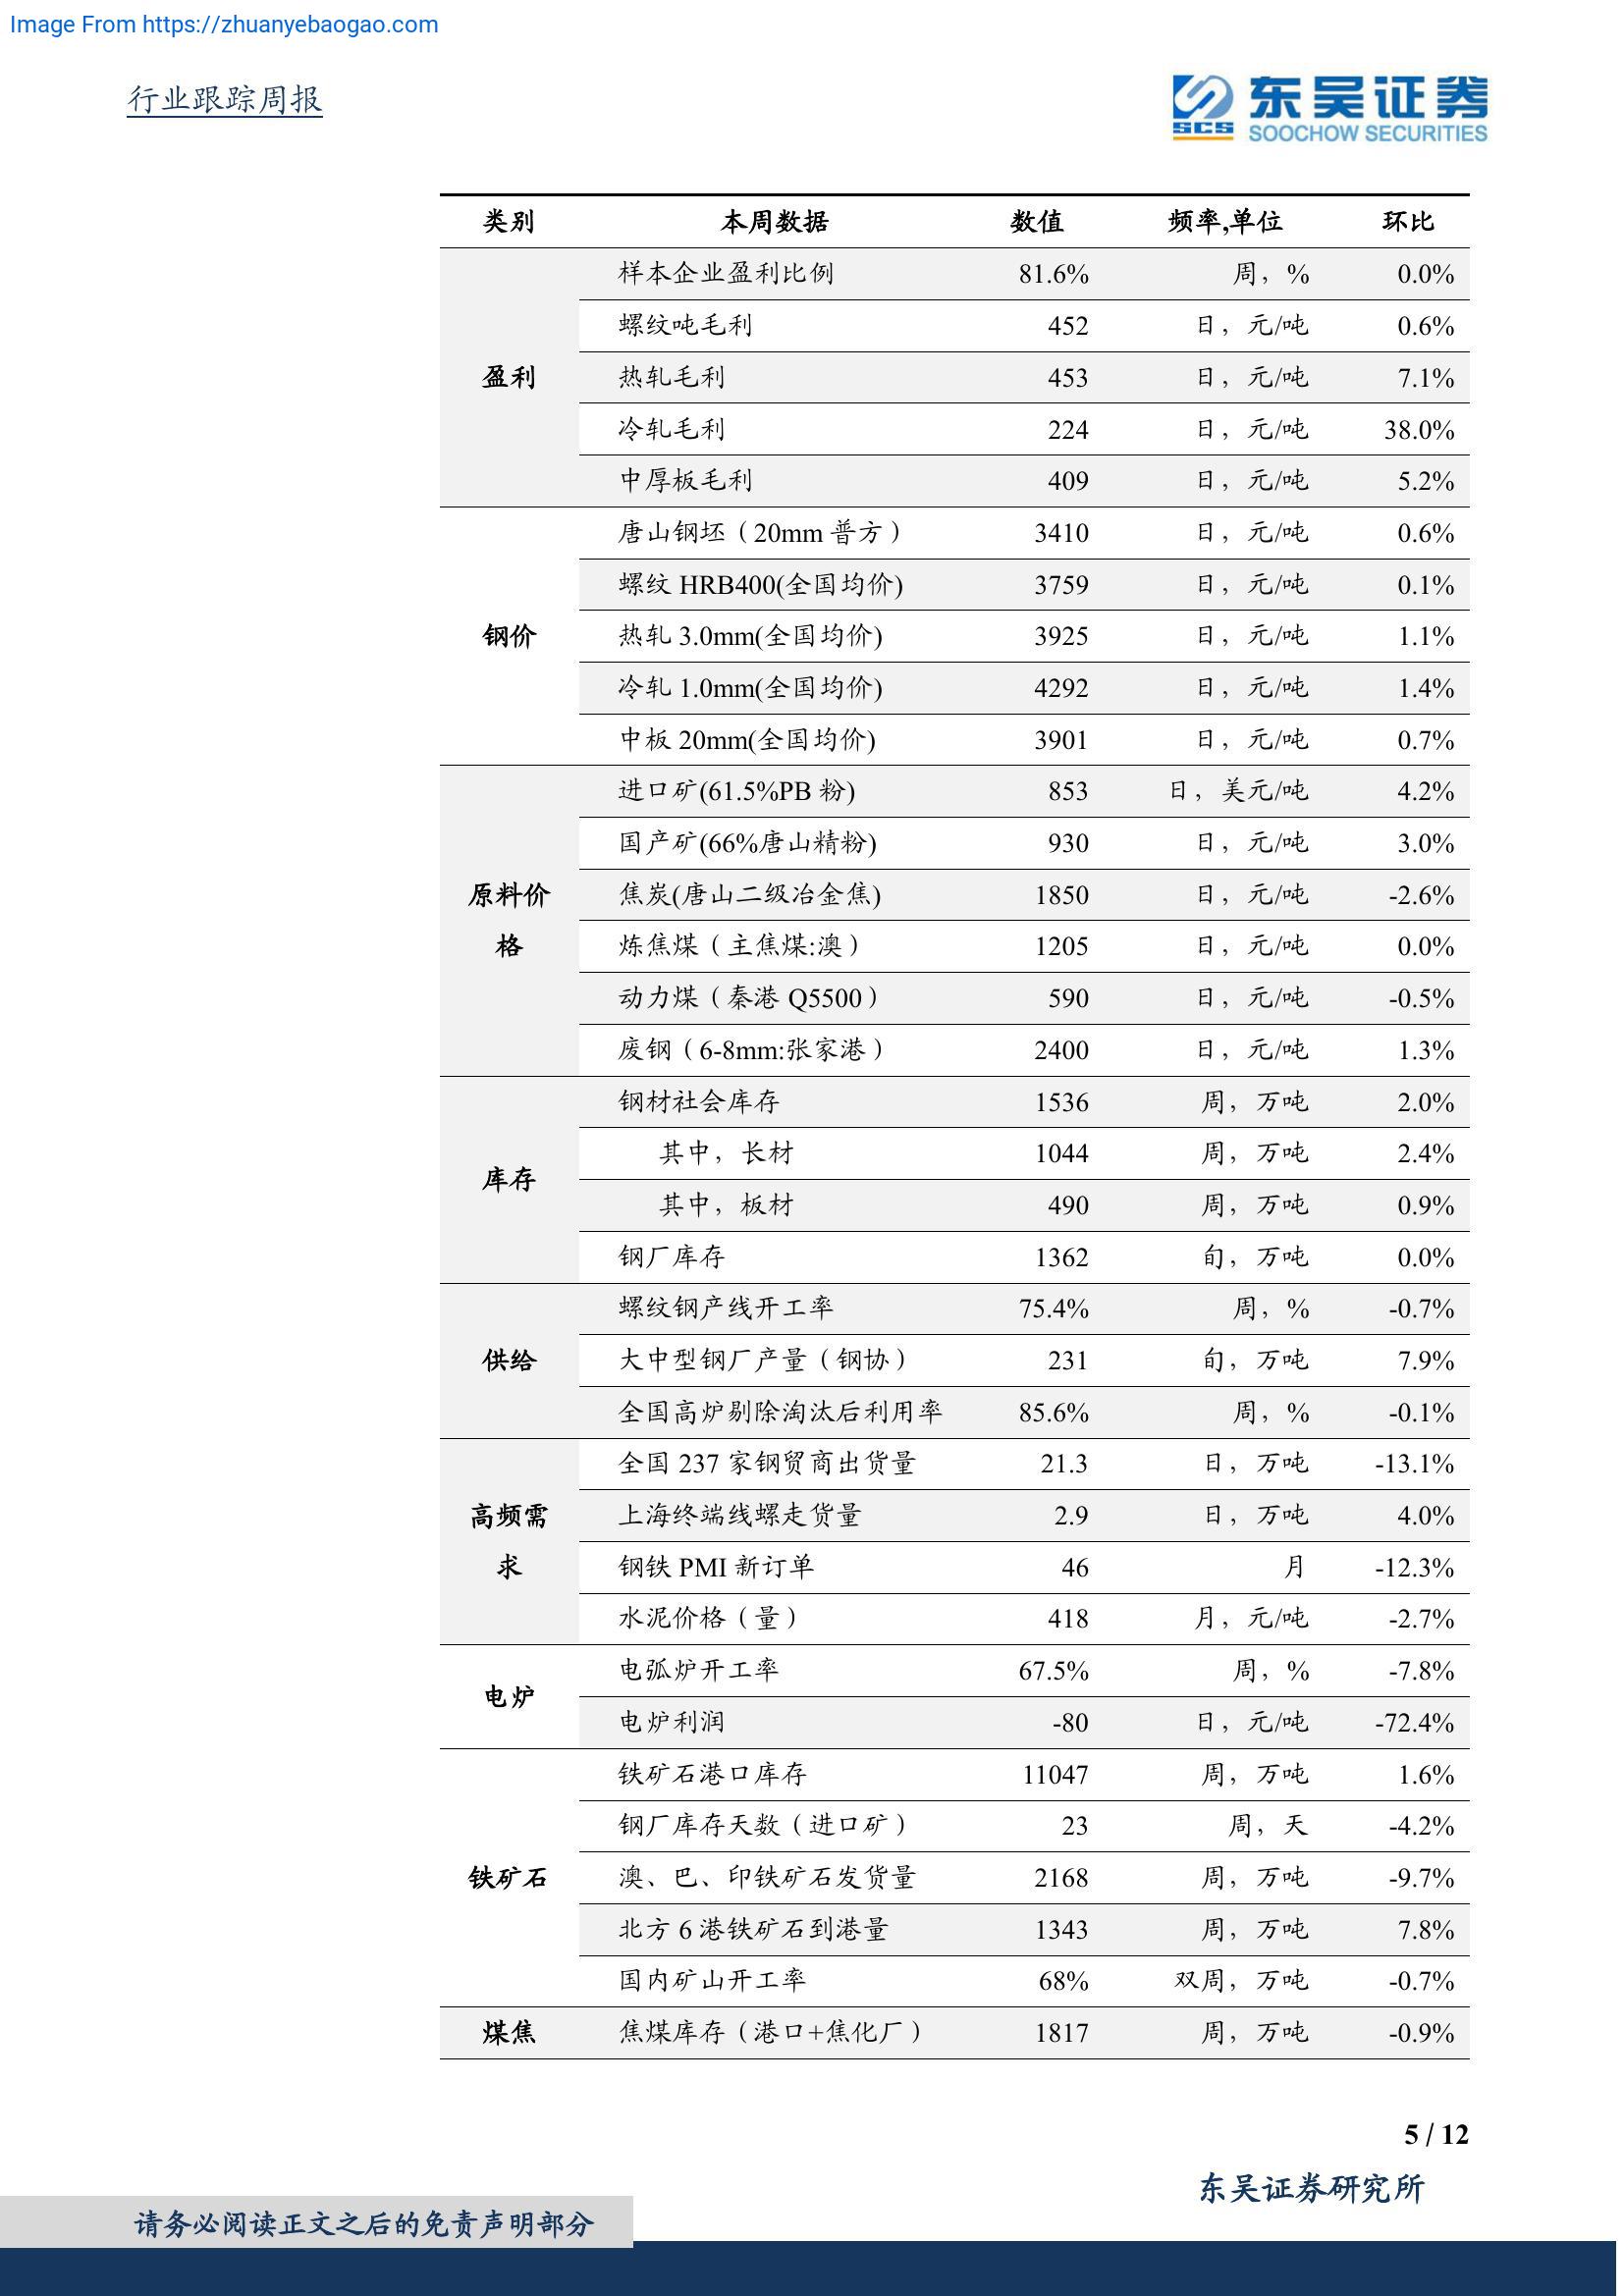 Image From https://zhuanyebaogao.com
行业跟踪周报
SCS 东吴证券
SOOCHOW SECURITIES
类别 本周数据 数值 频率,单位 环比
盈利
样本企业盈利比例 81.6% 周，% 0.0%
螺纹吨毛利 452 日，元/吨 0.6%
热轧毛利 453 日，元/吨 7.1%
冷轧毛利 224 日，元/吨 38.0%
中厚板毛利 409 日，元/吨 5.2%
钢价
唐山钢坯（20mm 普方） 3410 日，元/吨 0.6%
螺纹 HRB400(全国均价) 3759 日，元/吨 0.1%
热轧 3.0mm(全国均价) 3925 日，元/吨 1.1%
冷轧 1.0mm(全国均价) 4292 日，元/吨 1.4%
中板 20mm(全国均价) 3901 日，元/吨 0.7%
原料价格
进口矿(61.5%PB 粉) 853 日，美元/吨 4.2%
国产矿(66%唐山精粉) 930 日，元/吨 3.0%
焦炭(唐山二级冶金焦) 1850 日，元/吨 -2.6%
炼焦煤（主焦煤:澳） 1205 日，元/吨 0.0%
动力煤（秦港 Q5500） 590 日，元/吨 -0.5%
废钢（6-8mm:张家港） 2400 日，元/吨 1.3%
库存
钢材社会库存 1536 周，万吨 2.0%
其中，长材 1044 周，万吨 2.4%
其中，板材 490 周，万吨 0.9%
钢厂库存 1362 旬，万吨 0.0%
供给
螺纹钢产线开工率 75.4% 周，% -0.7%
大中型钢厂产量（钢协） 231 旬，万吨 7.9%
全国高炉剔除淘汰后利用率 85.6% 周，% -0.1%
高频需求
全国 237 家钢贸商出货量 21.3 日，万吨 -13.1%
上海终端线螺走货量 2.9 日，万吨 4.0%
钢铁 PMI 新订单 46 月 -12.3%
水泥价格（量） 418 月，元/吨 -2.7%
电炉
电弧炉开工率 67.5% 周，% -7.8%
电炉利润 -80 日，元/吨 -72.4%
铁矿石
铁矿石港口库存 11047 周，万吨 1.6%
钢厂库存天数（进口矿） 23 周，天 -4.2%
澳、巴、印铁矿石发货量 2168 周，万吨 -9.7%
北方 6 港铁矿石到港量 1343 周，万吨 7.8%
国内矿山开工率 68% 双周，万吨 -0.7%
煤焦 焦煤库存（港口+焦化厂） 1817 周，万吨 -0.9%
5 / 12
东吴证券研究所
请务必阅读正文之后的免责声明部分